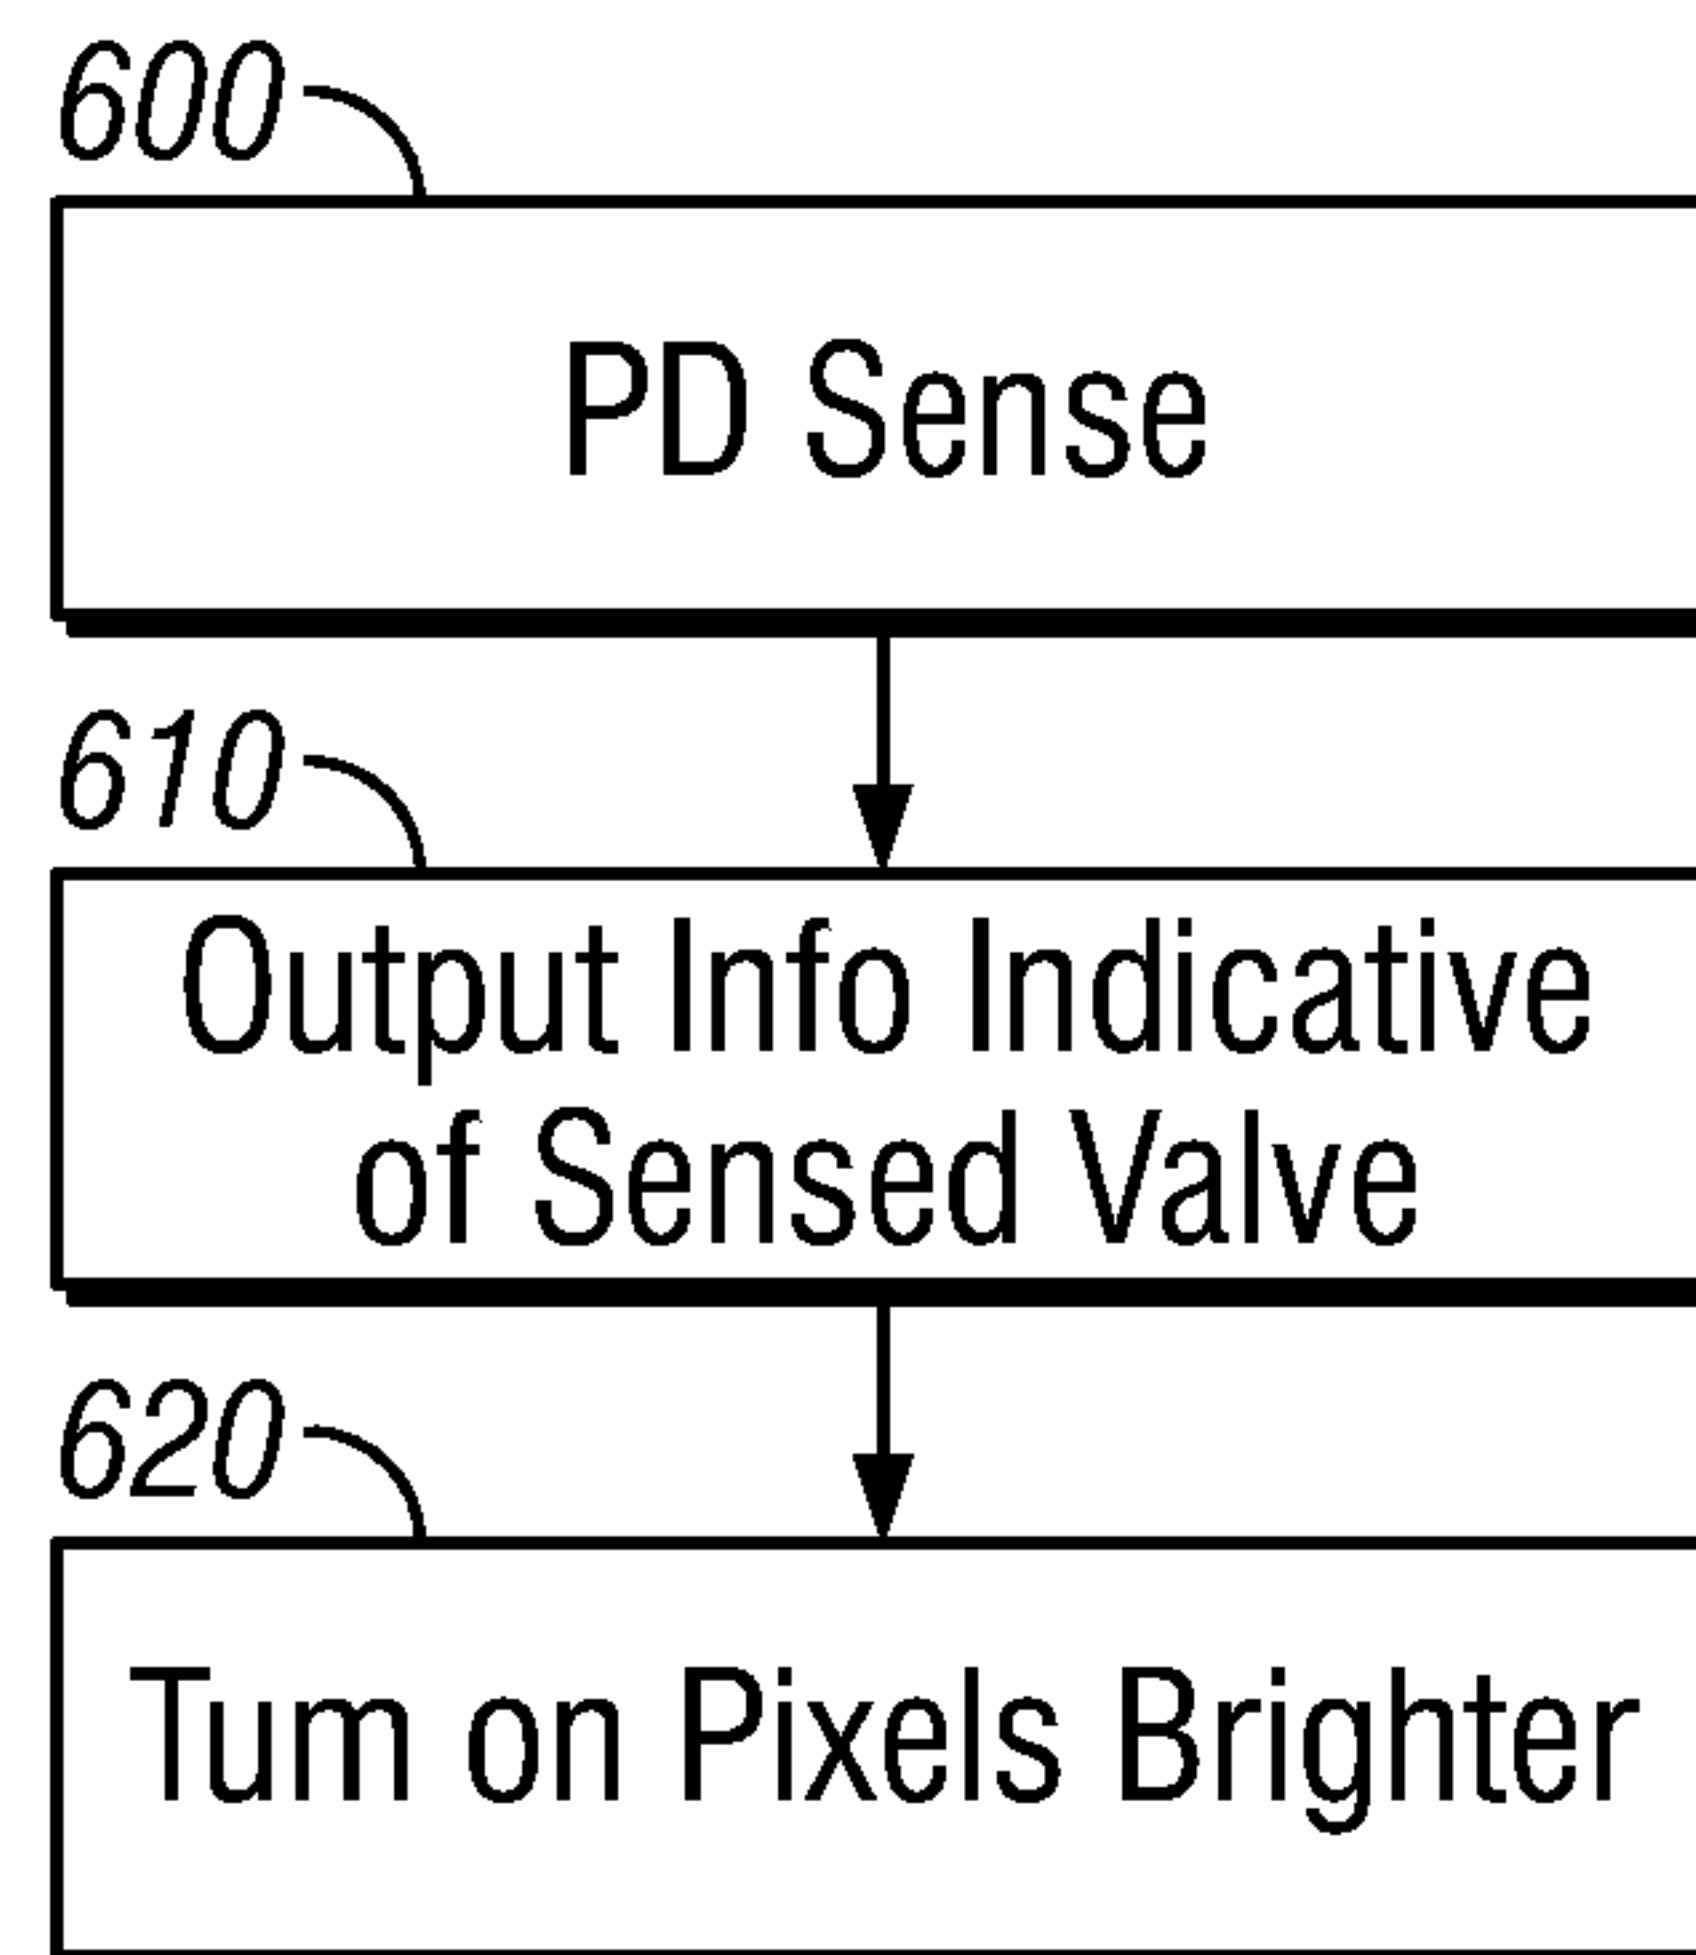 600
PD Sense
610
Output Info Indicative
of Sensed Valve
620
Tum on Pixels Brighter